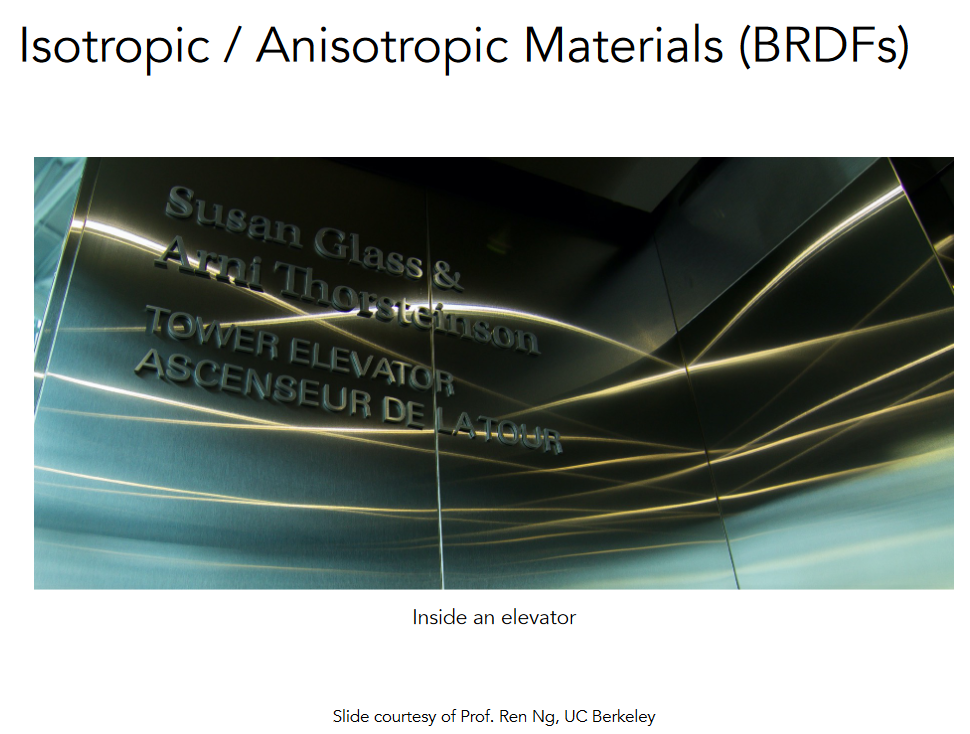 Isotropic / Anisotropic Materials (BRDFs)
Susan Glass &
Arni Thorsteinson
TOWER ELEVATOR
ASCENSEUR DE LATOUR
Inside an elevator
Slide courtesy of Prof. Ren Ng, UC Berkeley